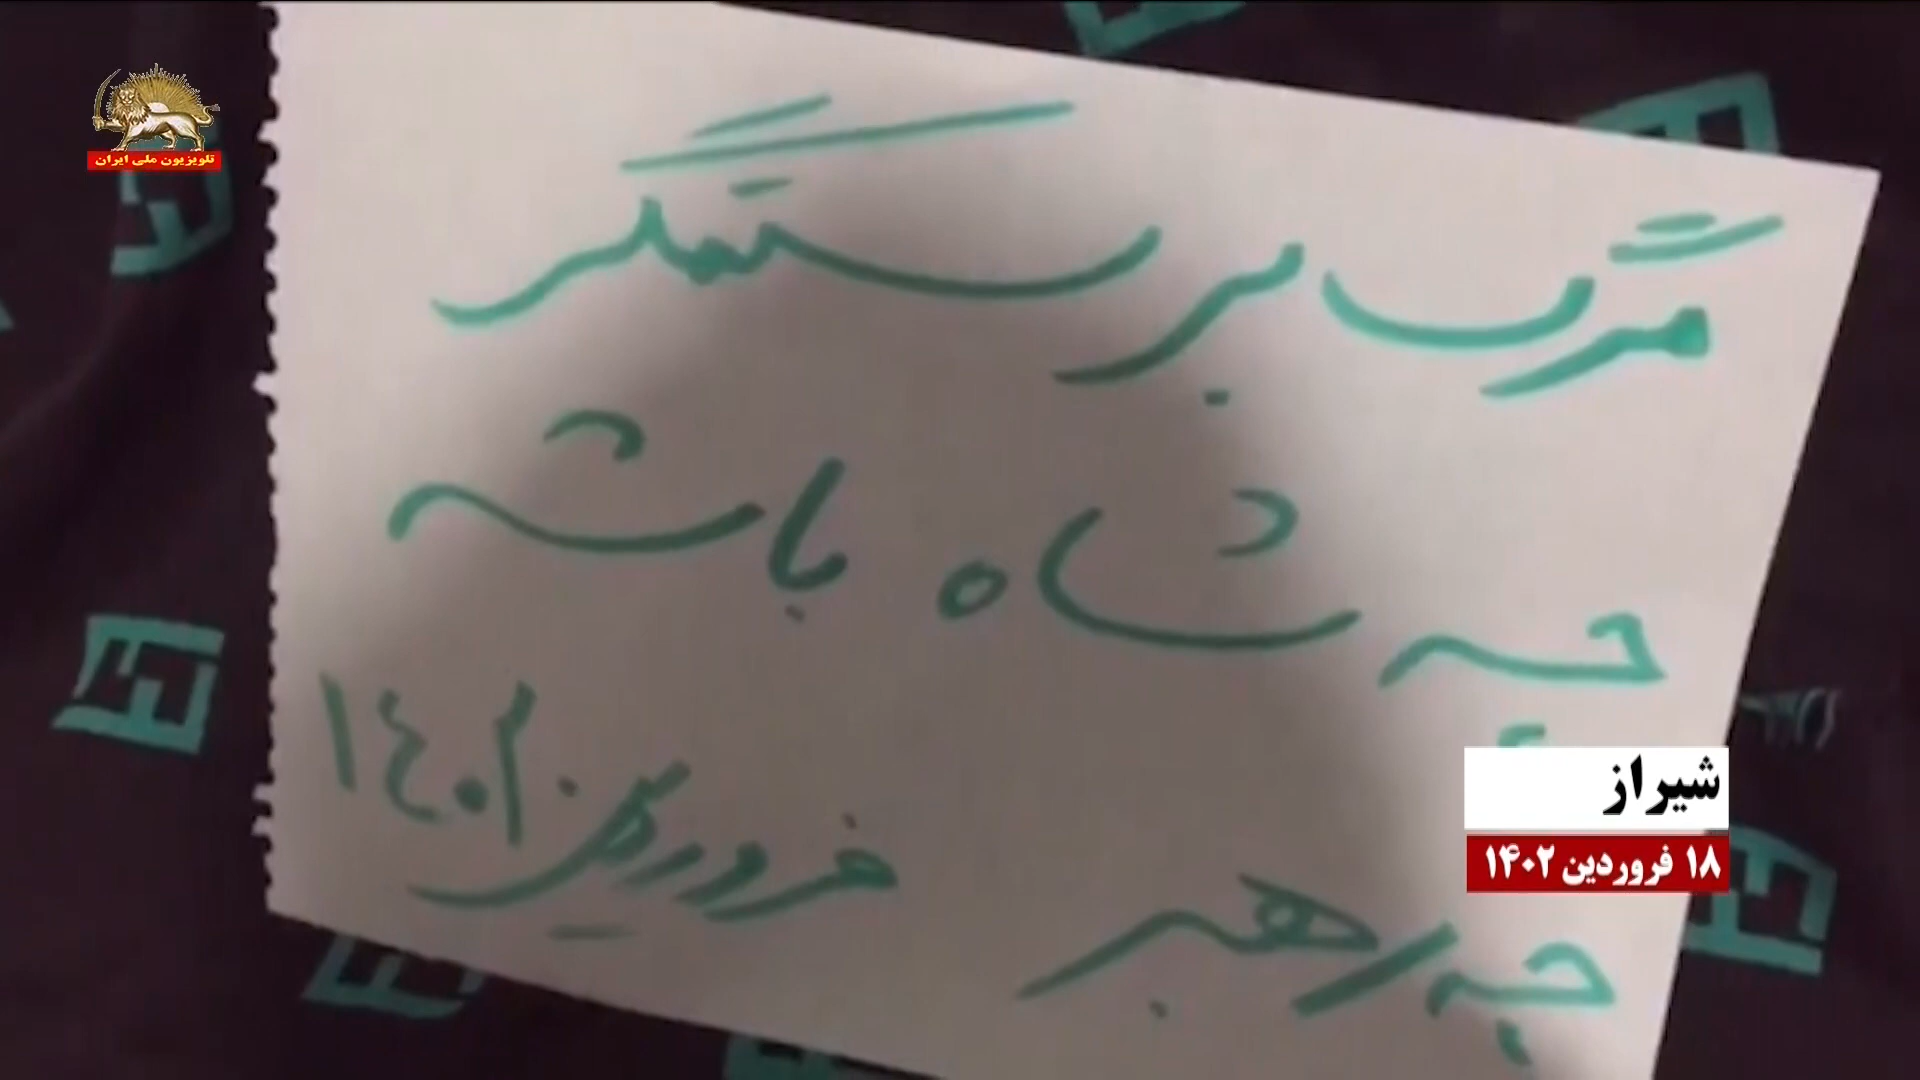 تلویزیون ملی ایران
مرگ بر ستمگر
چه شاه باشه
چه رهبر
فروردین ۱۴۰۲
شیراز
۱۸ فروردین ۱۴۰۲